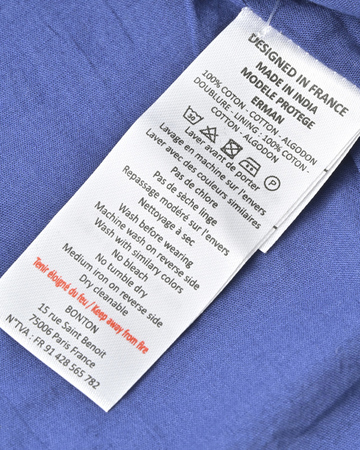 DESIGNED IN FRANCE
MADE IN INDIA
MODELE PROTEGE
ERMAN
100% COTON - COTTON - ALGODON
DOUBLURE - LINING : 100% COTON -
COTTON - ALGODON
30 P
Laver avant de porter
Lavage en machine sur l'envers
Laver avec des couleurs similaires
Pas de chlore
Pas de sèche linge
Repassage modéré sur l'envers
Nettoyage à sec
Wash before wearing
Machine wash on reverse side
Wash with similary colors
No bleach
No tumble dry
Medium iron on reverse side
Dry cleanable
Tenir éloigné du feu / Keep away from fire
BONTON
15 rue Saint Benoit
75006 Paris France
N°TVA : FR 91 428 565 782